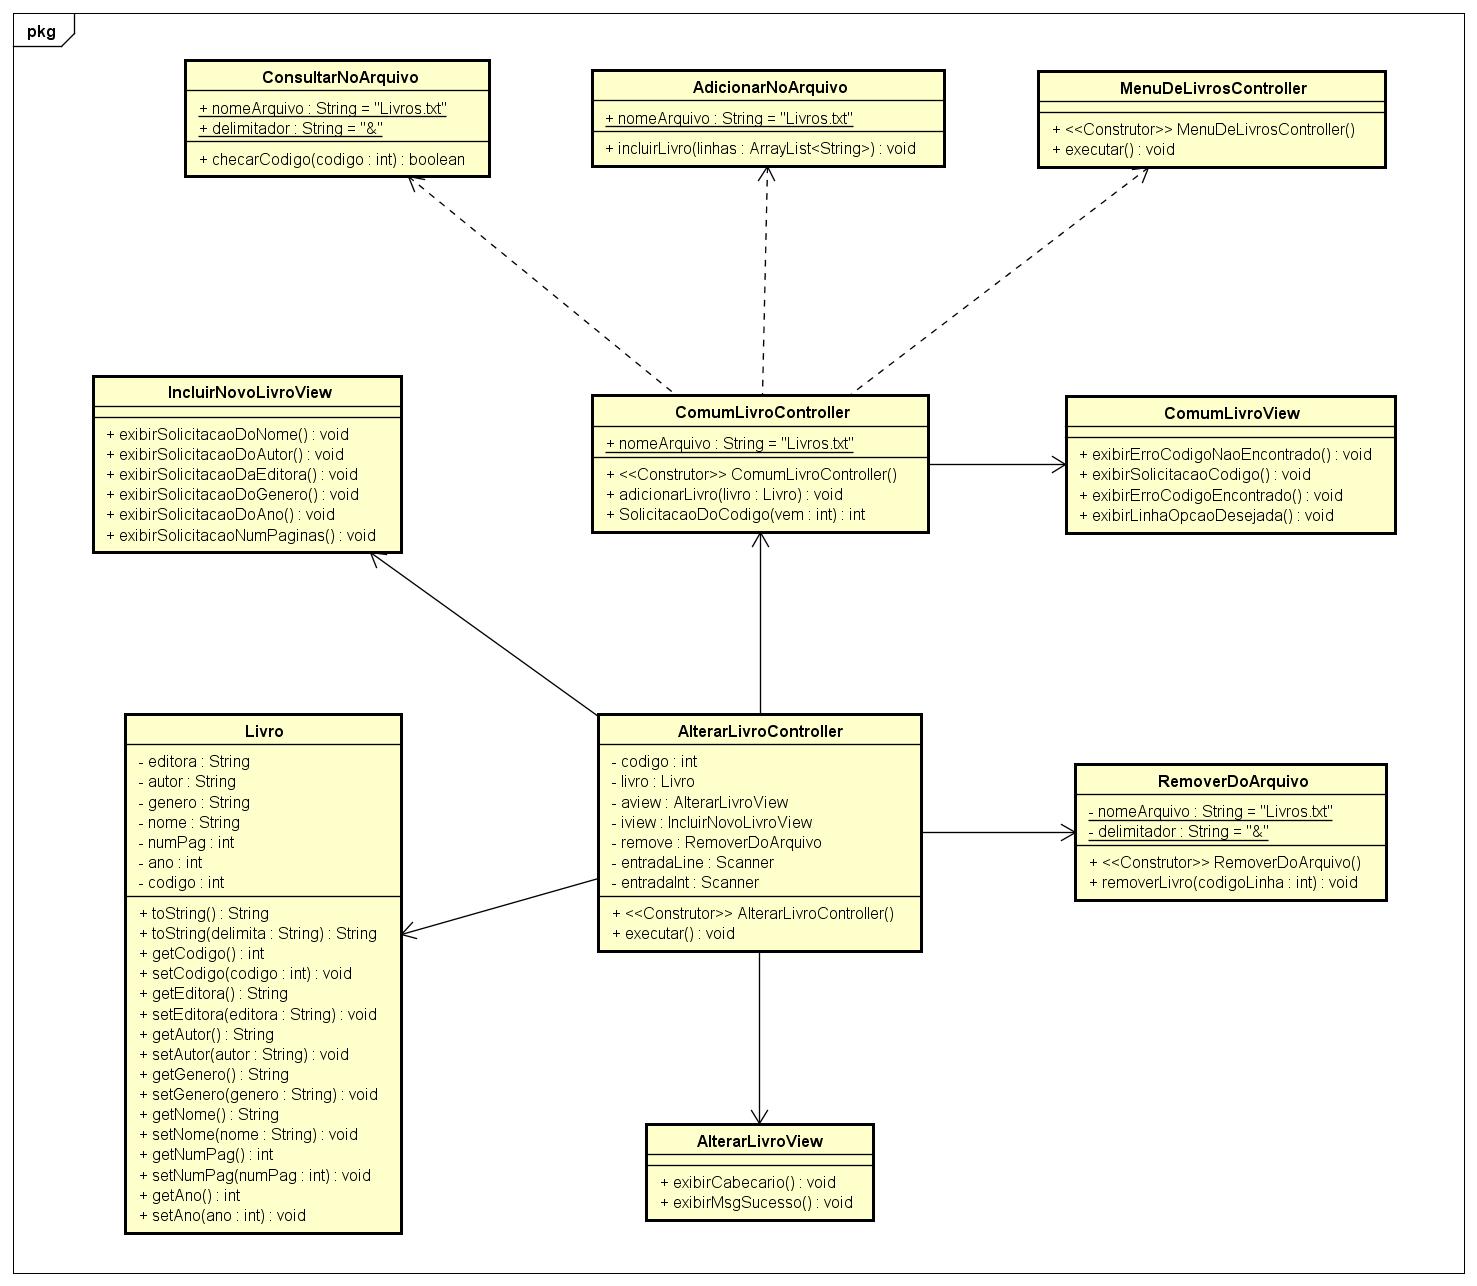 pkg
ConsultarNoArquivo
+ nomeArquivo : String = "Livros.txt"
+ delimitador : String = "&"
+ checarCodigo(codigo : int) : boolean
AdicionarNoArquivo
+ nomeArquivo : String = "Livros.txt"
+ incluirLivro(linhas : ArrayList<String>) : void
MenuDeLivrosController
+ <<Construtor>> MenuDeLivrosController()
+ executar() : void
IncluirNovoLivroView
+ exibirSolicitacaoDoNome() : void
+ exibirSolicitacaoDoAutor() : void
+ exibirSolicitacaoDaEditora() : void
+ exibirSolicitacaoDoGenero() : void
+ exibirSolicitacaoDoAno() : void
+ exibirSolicitacaoNumPaginas() : void
ComumLivroController
+ nomeArquivo : String = "Livros.txt"
+ <<Construtor>> ComumLivroController()
+ adicionarLivro(livro : Livro) : void
+ SolicitacaoDoCodigo(vem : int) : int
ComumLivroView
+ exibirErroCodigoNaoEncontrado() : void
+ exibirSolicitacaoCodigo() : void
+ exibirErroCodigoEncontrado() : void
+ exibirLinhaOpcaoDesejada() : void
Livro
- editora : String
- autor : String
- genero : String
- nome : String
- numPag : int
- ano : int
- codigo : int
+ toString() : String
+ toString(delimita : String) : String
+ getCodigo() : int
+ setCodigo(codigo : int) : void
+ getEditora() : String
+ setEditora(editora : String) : void
+ getAutor() : String
+ setAutor(autor : String) : void
+ getGenero() : String
+ setGenero(genero : String) : void
+ getNome() : String
+ setNome(nome : String) : void
+ getNumPag() : int
+ setNumPag(numPag : int) : void
+ getAno() : int
+ setAno(ano : int) : void
AlterarLivroController
- codigo : int
- livro : Livro
- aview : AlterarLivroView
- iview : IncluirNovoLivroView
- remove : RemoverDoArquivo
- entradaLine : Scanner
- entradaInt : Scanner
+ <<Construtor>> AlterarLivroController()
+ executar() : void
RemoverDoArquivo
- nomeArquivo : String = "Livros.txt"
- delimitador : String = "&"
+ <<Construtor>> RemoverDoArquivo()
+ removerLivro(codigoLinha : int) : void
AlterarLivroView
+ exibirCabecario() : void
+ exibirMsgSucesso() : void